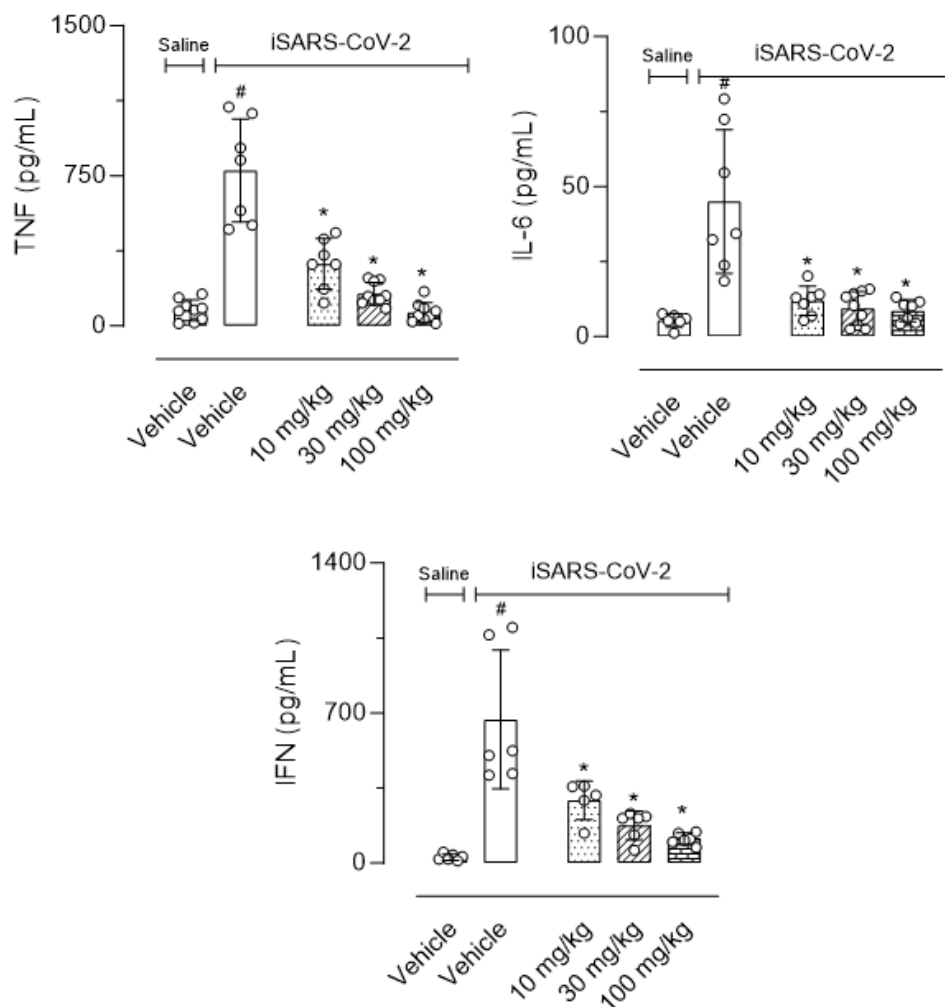 1500
Saline
iSARS-CoV-2
#
TNF (pg/mL)
750
*
*
*
0
Vehicle
Vehicle
10 mg/kg
30 mg/kg
100 mg/kg
100
Saline
iSARS-CoV-2
#
IL-6 (pg/mL)
50
*
*
*
0
Vehicle
Vehicle
10 mg/kg
30 mg/kg
100 mg/kg
1400
Saline
iSARS-CoV-2
#
IFN (pg/mL)
700
*
*
*
0
Vehicle
Vehicle
10 mg/kg
30 mg/kg
100 mg/kg